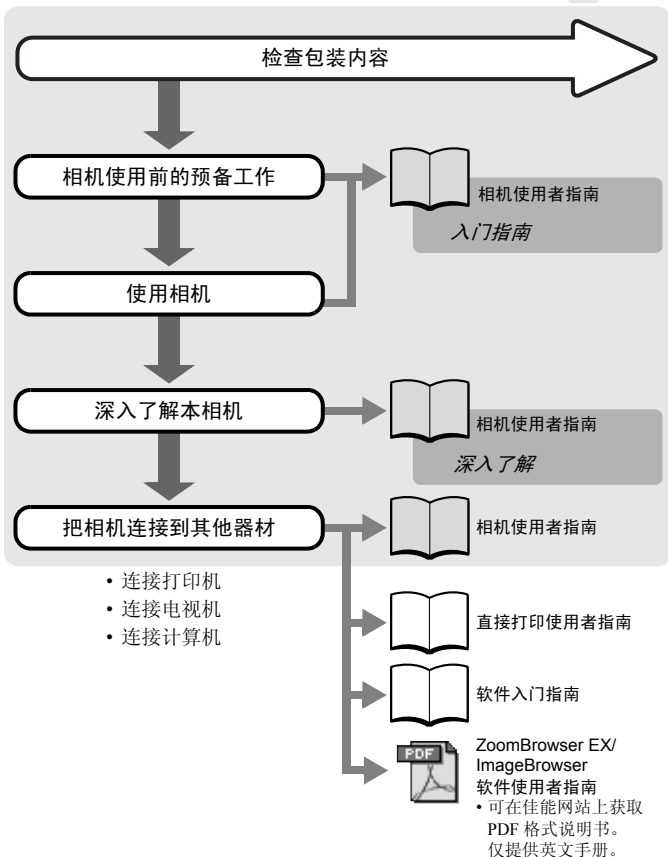 检查包装内容
相机使用前的预备工作
相机使用者指南
入门指南
使用相机
深入了解本相机
相机使用者指南
深入了解
把相机连接到其他器材
相机使用者指南
• 连接打印机
• 连接电视机
• 连接计算机
直接打印使用者指南
软件入门指南
PDF
ZoomBrowser EX/
ImageBrowser
软件使用者指南
• 可在佳能网站上获取
PDF 格式说明书。
仅提供英文手册。